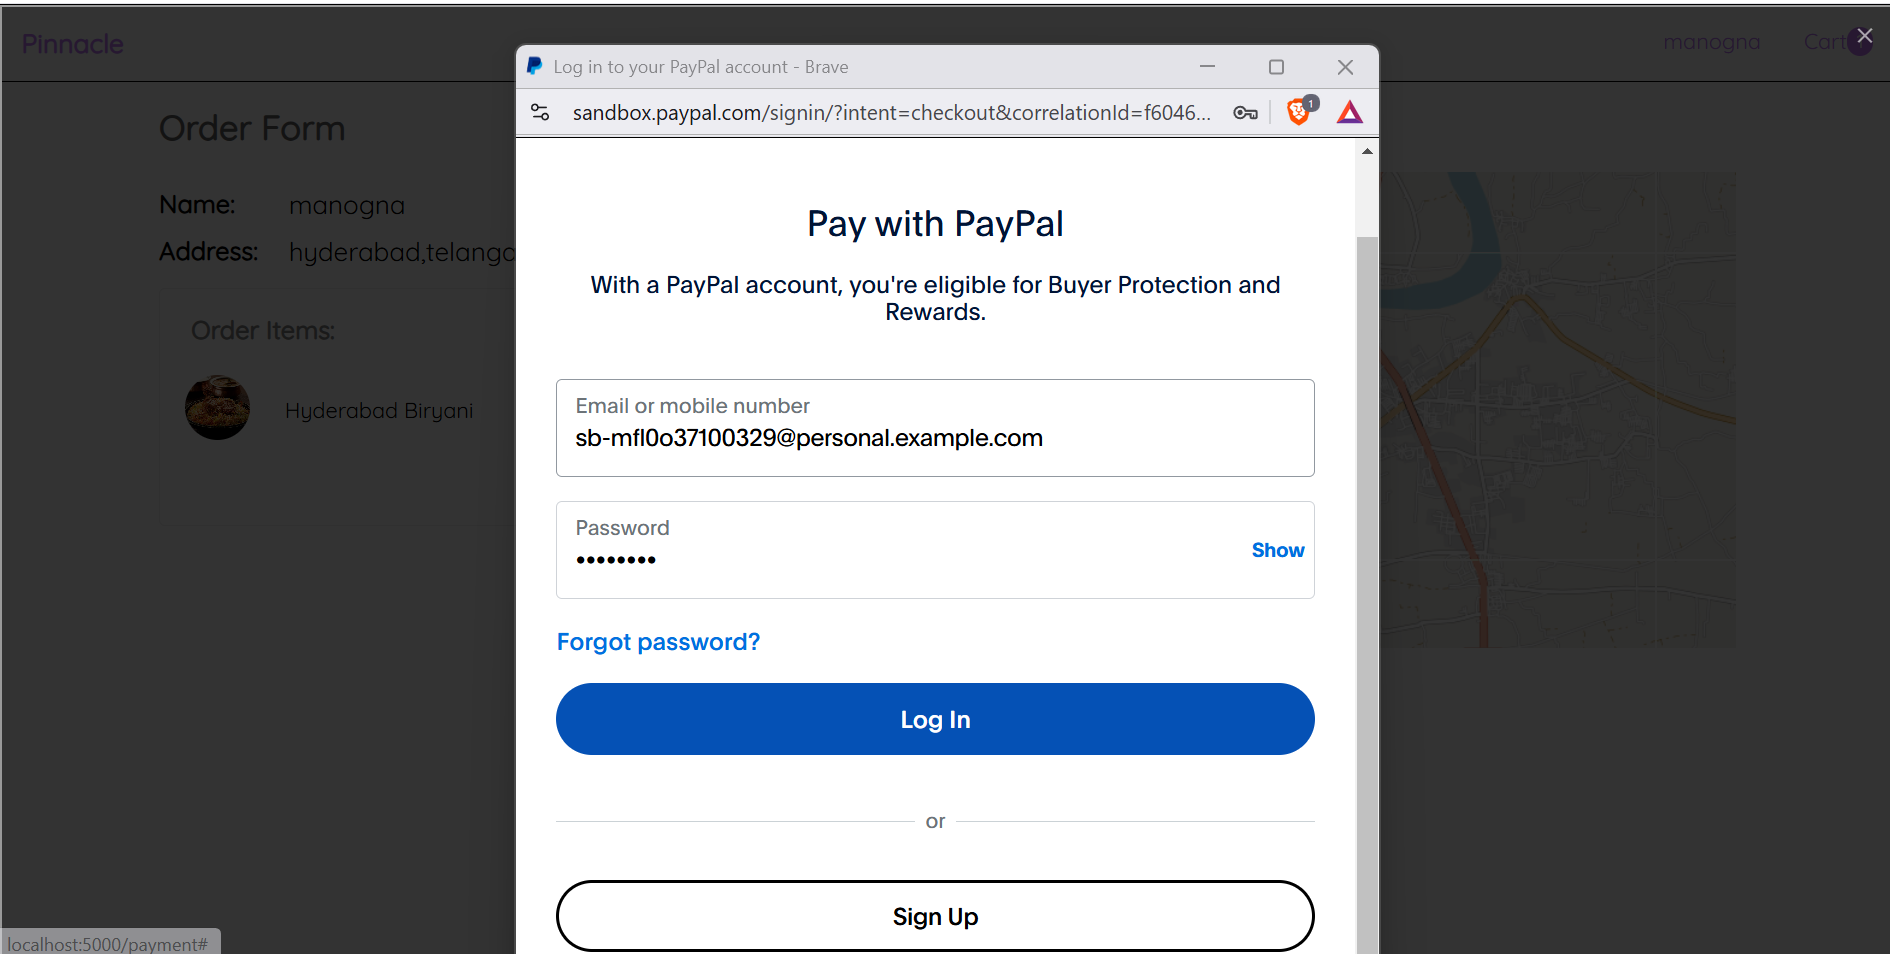 Pinnacle
manogna
Cart
Order Form
Name: manogna
Address: hyderabad,telanga
Order Items:
Hyderabad Biryani
Log in to your PayPal account - Brave
sandbox.paypal.com/signin/?intent=checkout&correlationId=f6046...
1
Pay with PayPal
With a PayPal account, you're eligible for Buyer Protection and
Rewards.
Email or mobile number
sb-mfl0o37100329@personal.example.com
Password
••••••••
Show
Forgot password?
Log In
or
Sign Up
localhost:5000/payment#